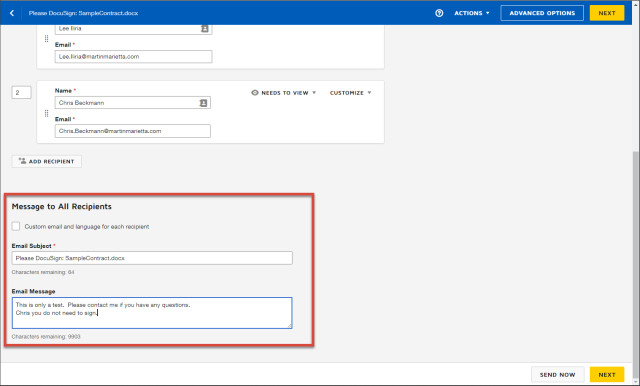 Please DocuSign: SampleContract.docx
ACTIONS
ADVANCED OPTIONS
NEXT
Lee Iliria
Email *
Lee.Iliria@martinmarietta.com
2
Name *
NEEDS TO VIEW
CUSTOMIZE
Chris Beckmann
Email *
Chris.Beckmann@martinmarietta.com
ADD RECIPIENT
Message to All Recipients
Custom email and language for each recipient
Email Subject *
Please DocuSign: SampleContract.docx
Characters remaining: 64
Email Message
This is only a test. Please contact me if you have any questions.
Chris you do not need to sign.
Characters remaining: 9903
SEND NOW
NEXT